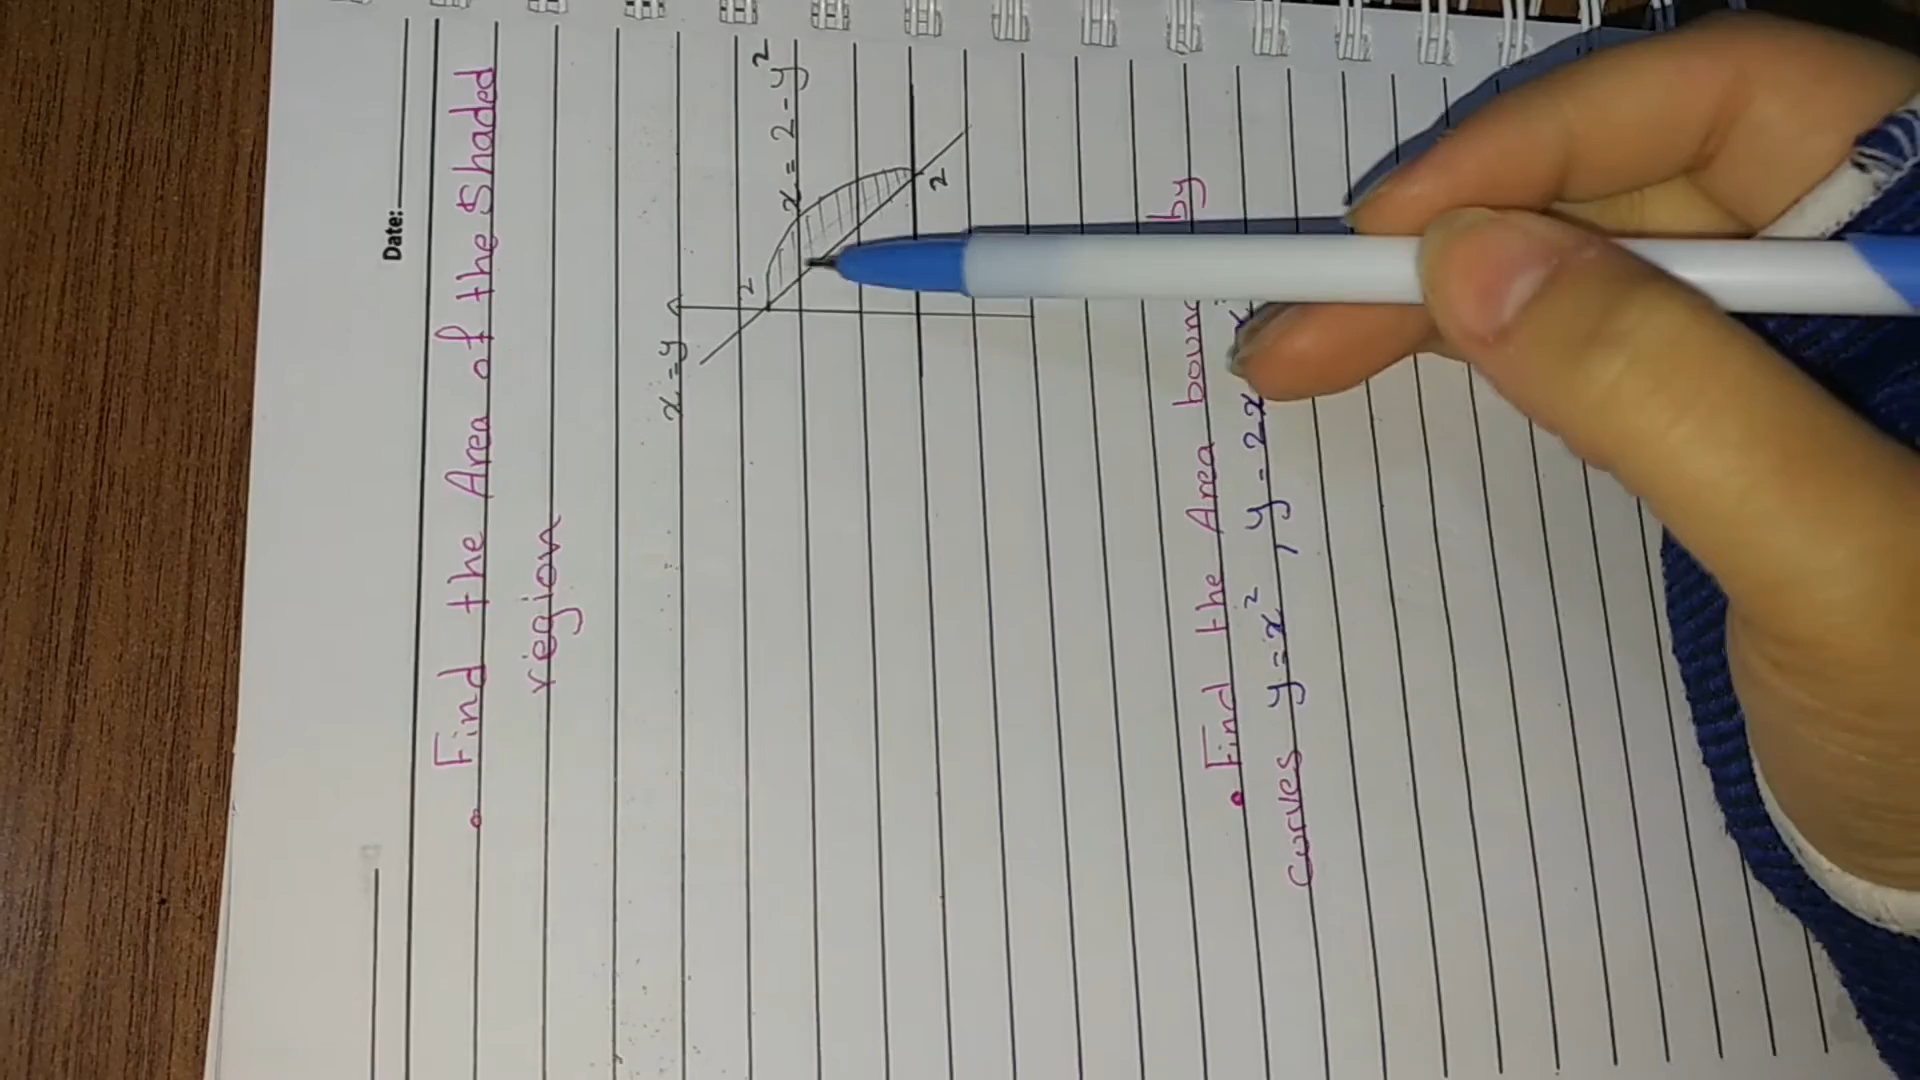 Date:
• Find the Area of the Shaded
region
x = y
x = 2 - y²
2
2
• Find the Area by
curves y = x² , y = 2x